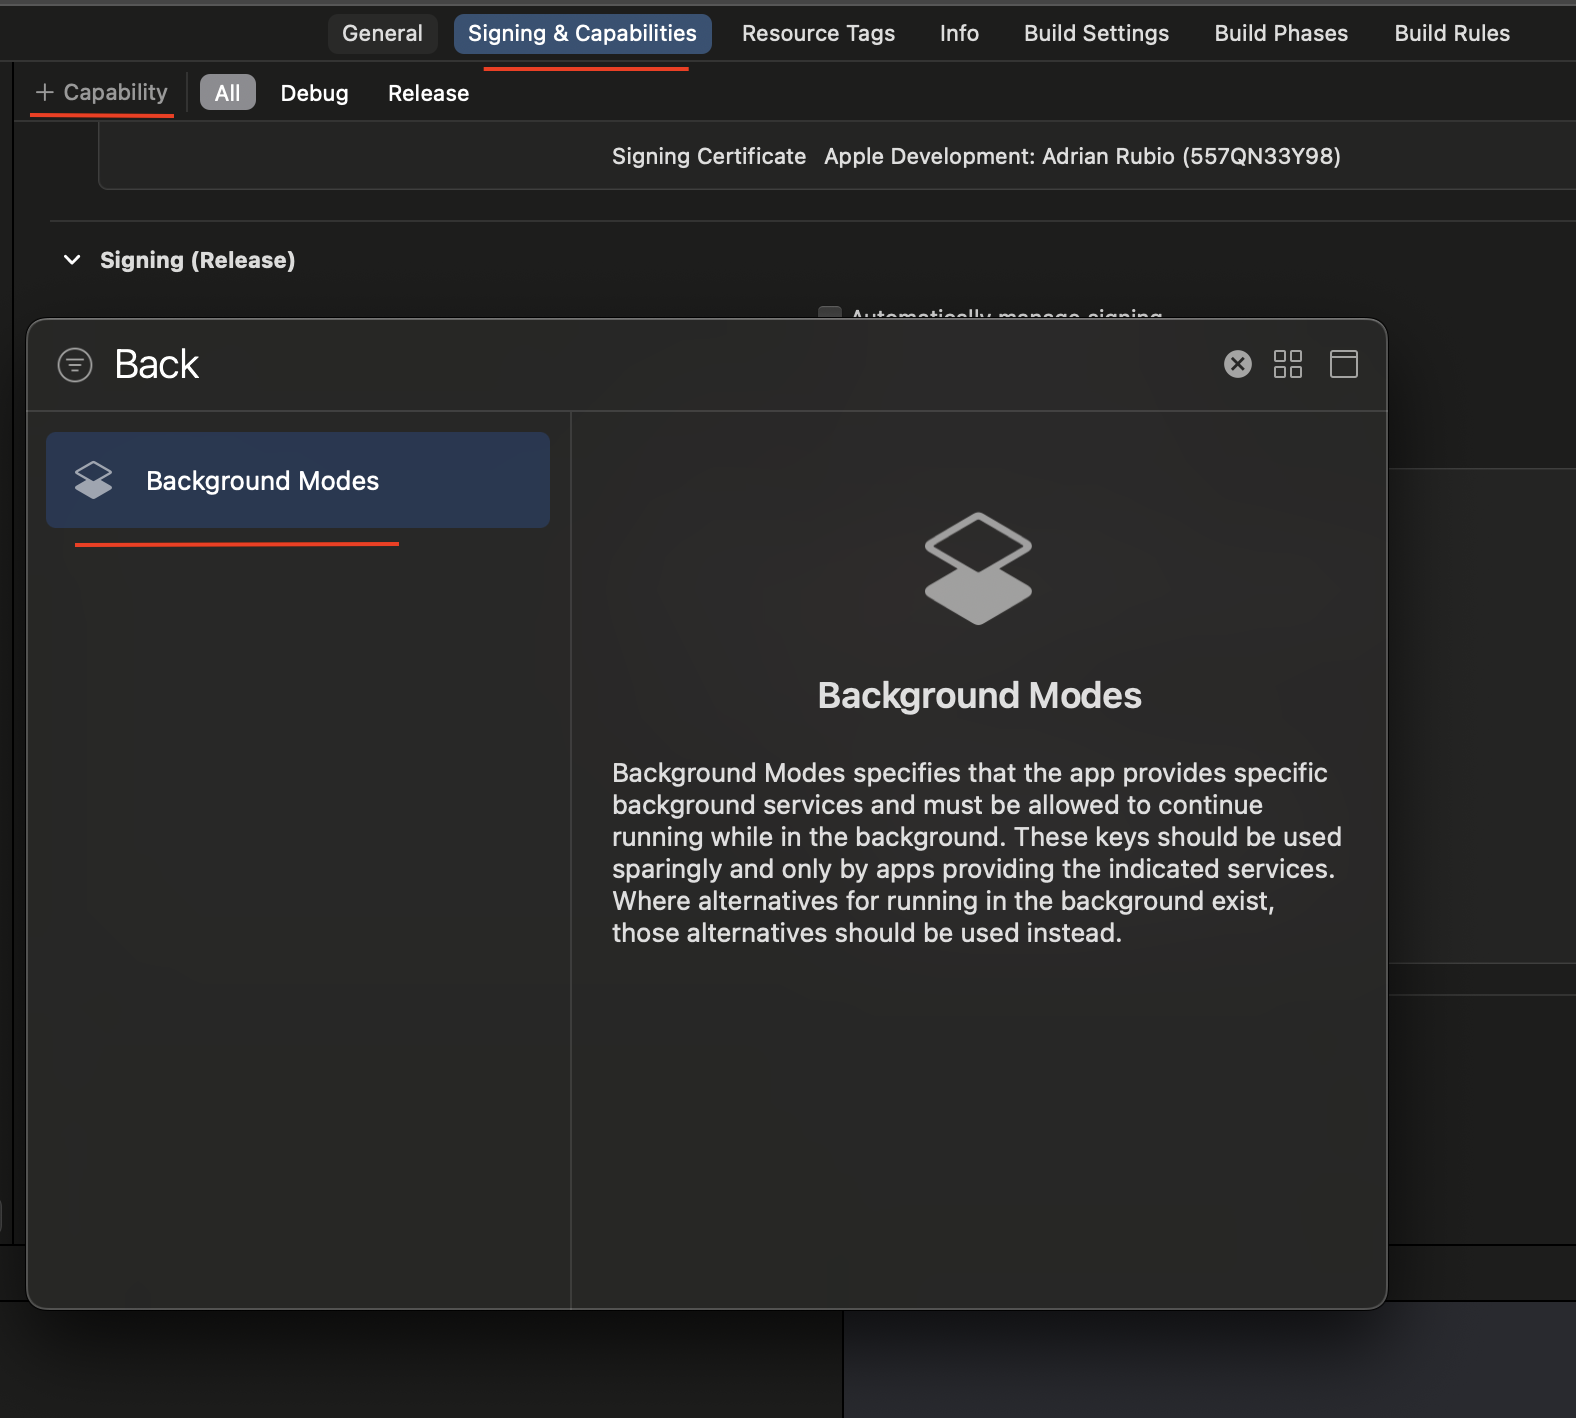 General Signing & Capabilities Resource Tags Info Build Settings Build Phases Build Rules
+ Capability All Debug Release
Signing Certificate Apple Development: Adrian Rubio (557QN33Y98)
Signing (Release)
Automatically manage signing
Back
Background Modes
Background Modes
Background Modes specifies that the app provides specific
background services and must be allowed to continue
running while in the background. These keys should be used
sparingly and only by apps providing the indicated services.
Where alternatives for running in the background exist,
those alternatives should be used instead.